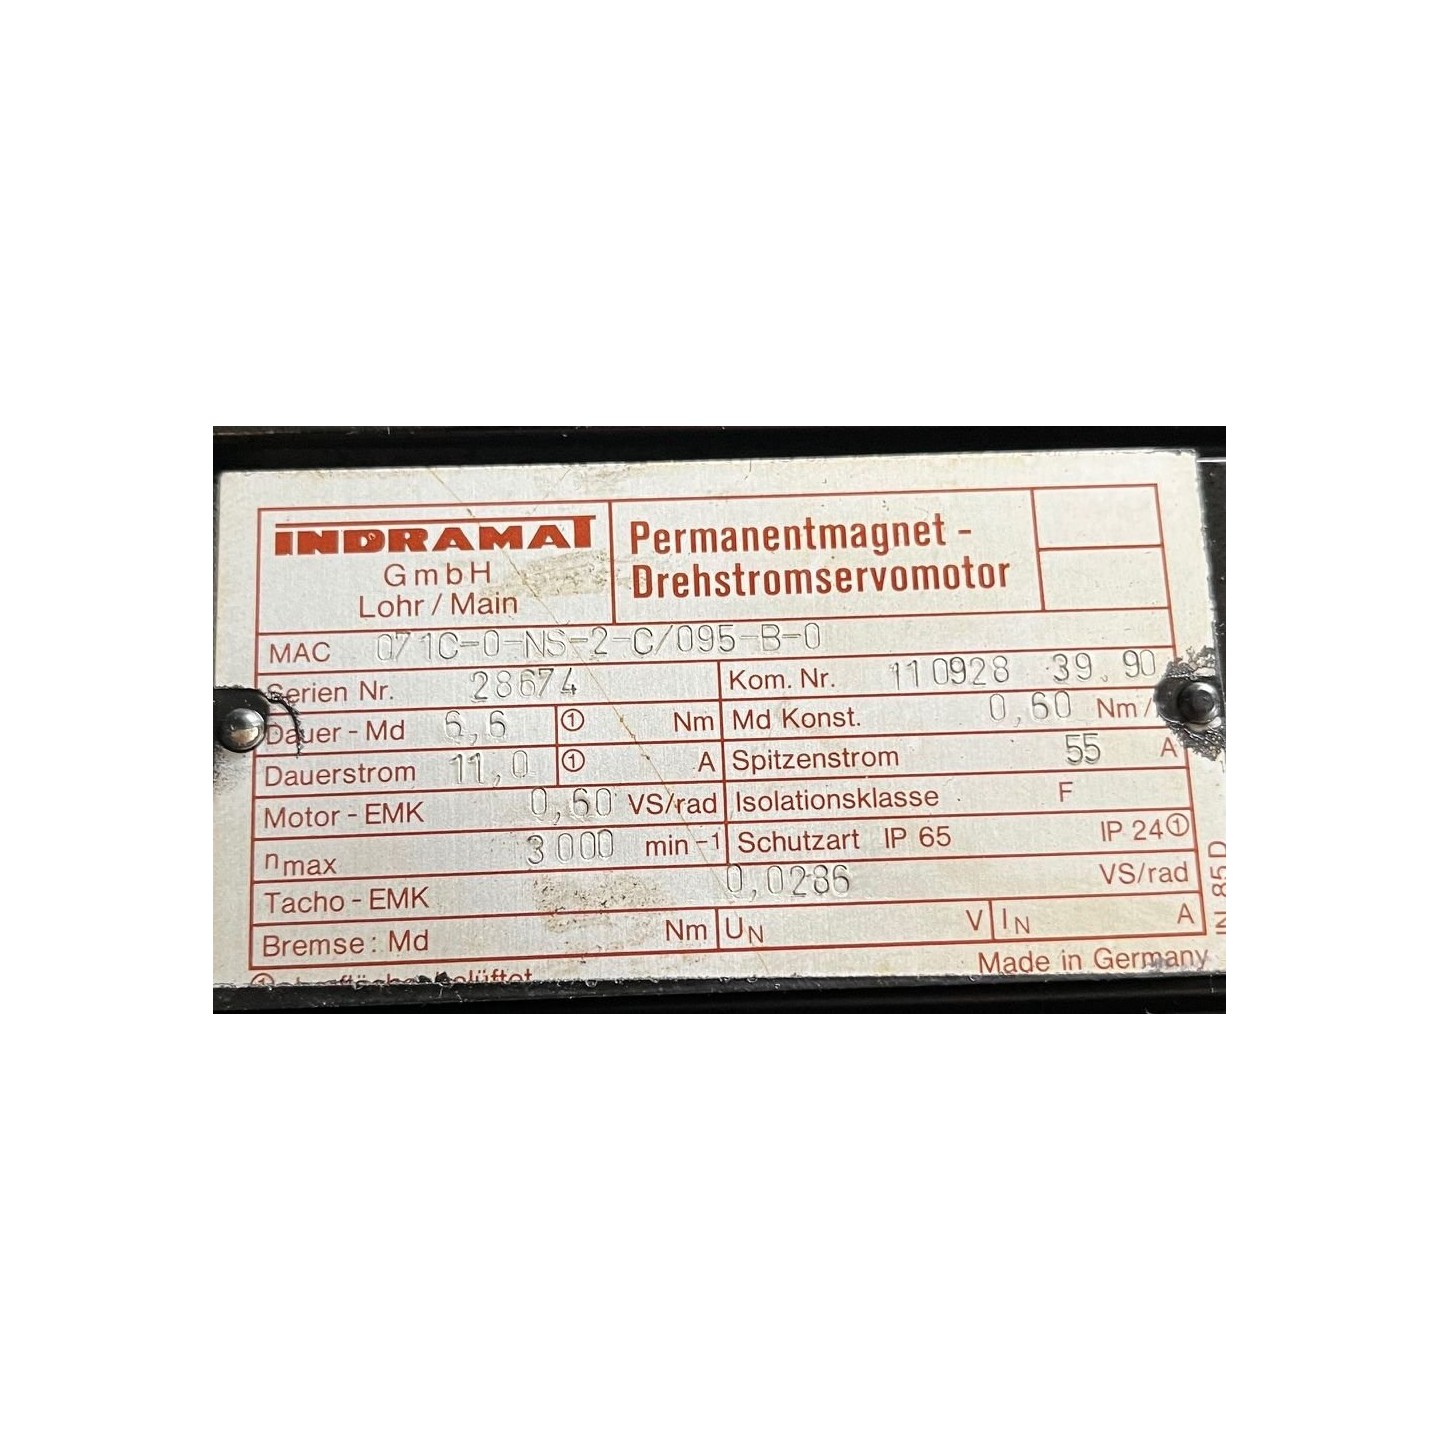 INDRAMAT
GmbH
Lohr / Main
Permanentmagnet -
Drehstromservomotor
MAC 071C-0-NS-2-C/095-B-0
Serien Nr. 28674 Kom. Nr. 110928 39.90
Dauer - Md 6,6 ① Nm Md Konst. 0,60 Nm /
Dauerstrom 11,0 ① A Spitzenstrom 55 A
Motor - EMK 0,60 VS/rad Isolationsklasse F
nmax 3000 min-1 Schutzart IP 65 IP 24①
Tacho - EMK 0,0286 VS/rad
Bremse: Md Nm UN V IN A
Made in Germany
IN 85 D